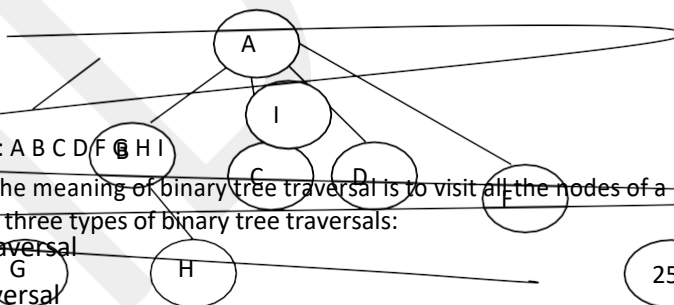 A
I
: A B C D F G H I
B
C
D
he meaning of binary tree traversal is to visit all the nodes of a
F
three types of binary tree traversals:
aversal
G
H
25
versal